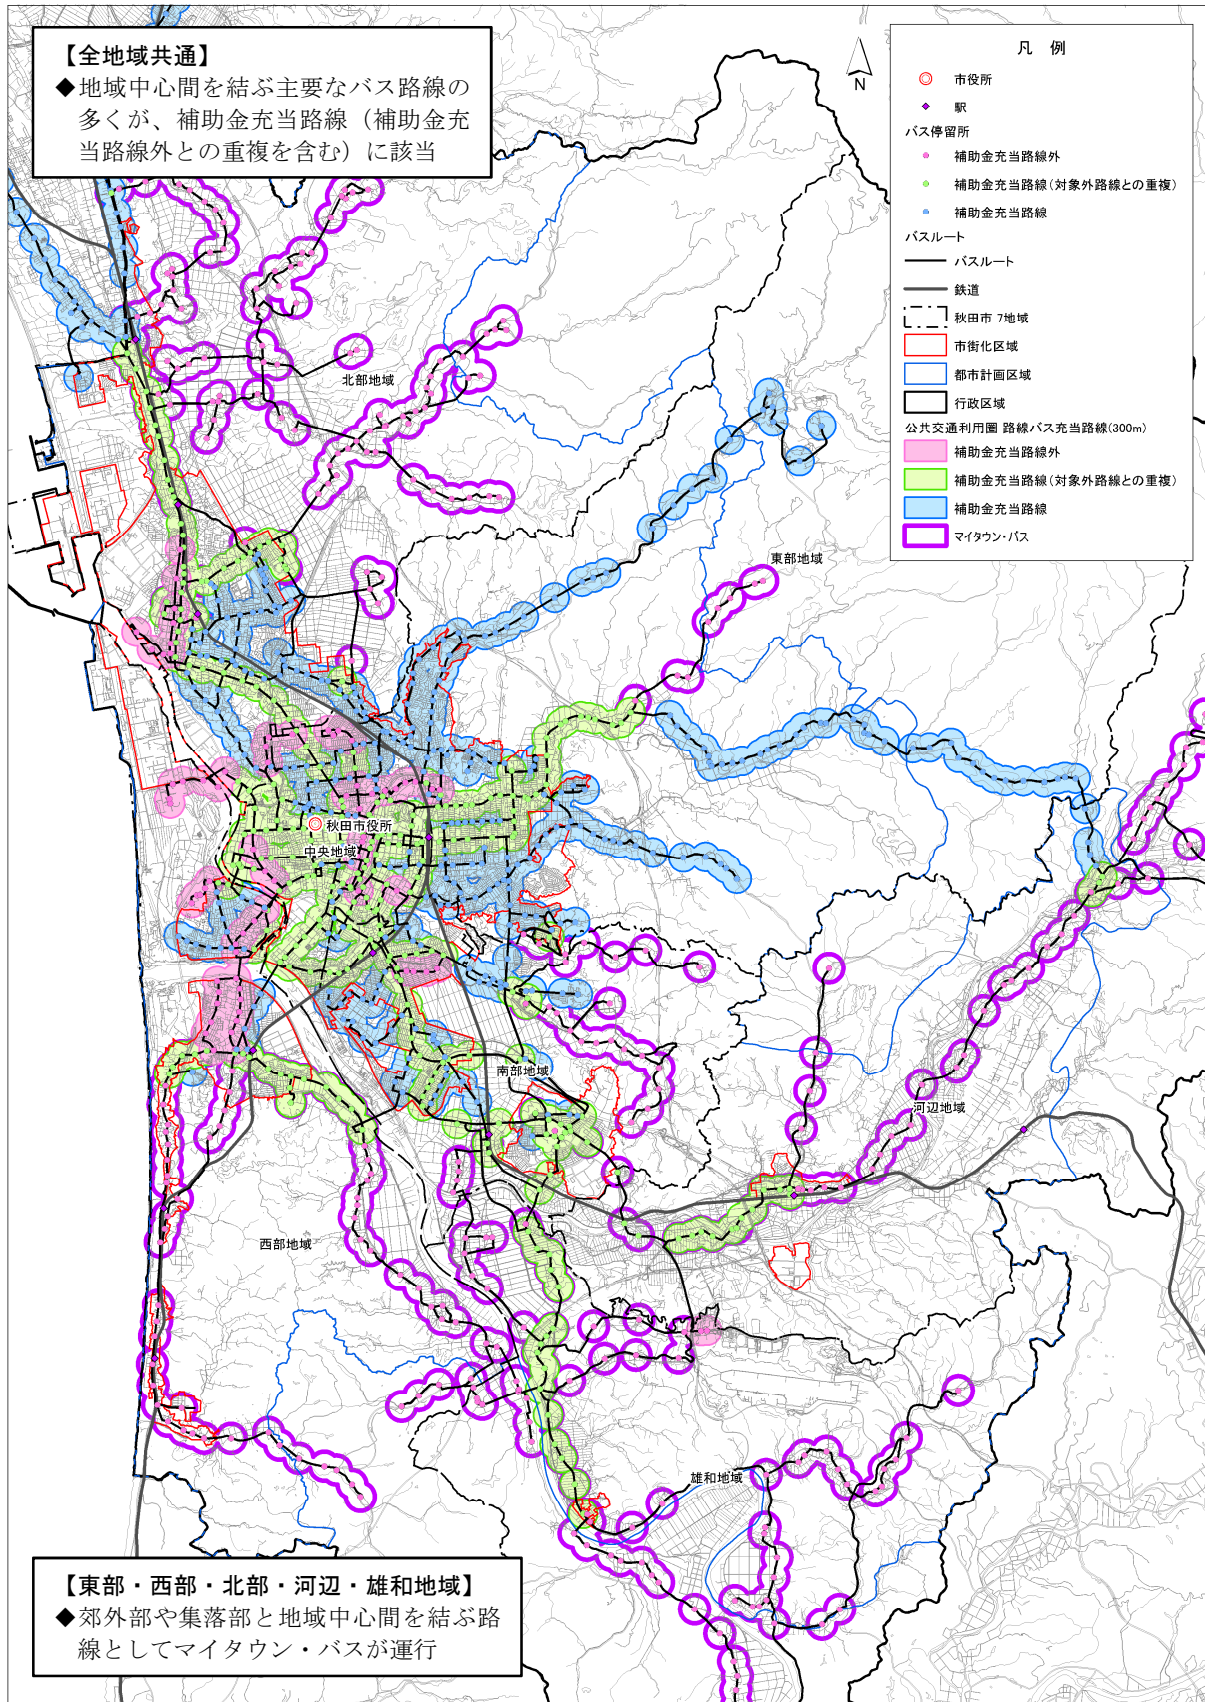 【全地域共通】
◆地域中心間を結ぶ主要なバス路線の
多くが、補助金充当路線（補助金充
当路線外との重複を含む）に該当
N
凡 例
市役所
駅
バス停留所
補助金充当路線外
補助金充当路線(対象外路線との重複)
補助金充当路線
バスルート
バスルート
鉄道
秋田市 7地域
市街化区域
都市計画区域
行政区域
公共交通利用圏 路線バス充当路線(300m)
補助金充当路線外
補助金充当路線(対象外路線との重複)
補助金充当路線
マイタウン・バス
北部地域
東部地域
秋田市役所
中央地域
南部地域
河辺地域
西部地域
雄和地域
【東部・西部・北部・河辺・雄和地域】
◆郊外部や集落部と地域中心間を結ぶ路
線としてマイタウン・バスが運行